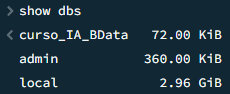 > show dbs
< curso_IA_BData 72.00 KiB
admin 360.00 KiB
local 2.96 GiB